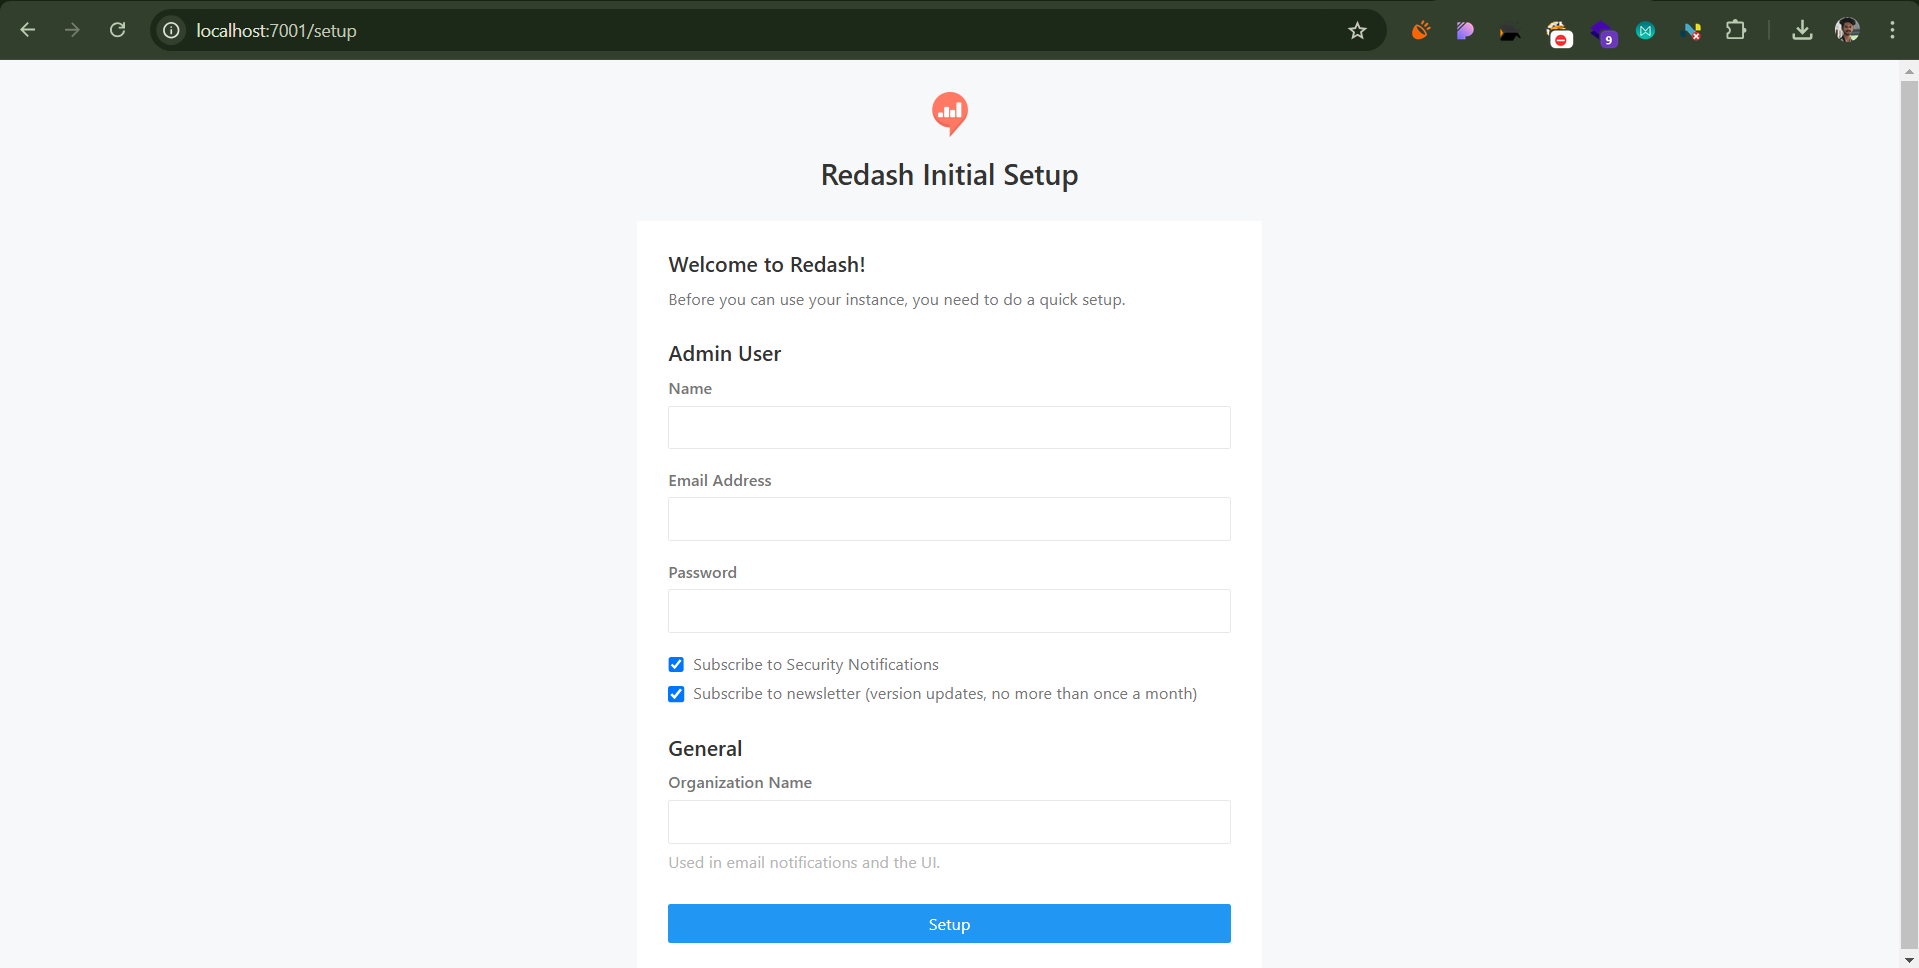 localhost:7001/setup
9
Redash Initial Setup
Welcome to Redash!
Before you can use your instance, you need to do a quick setup.
Admin User
Name
Email Address
Password
Subscribe to Security Notifications
Subscribe to newsletter (version updates, no more than once a month)
General
Organization Name
Used in email notifications and the UI.
Setup